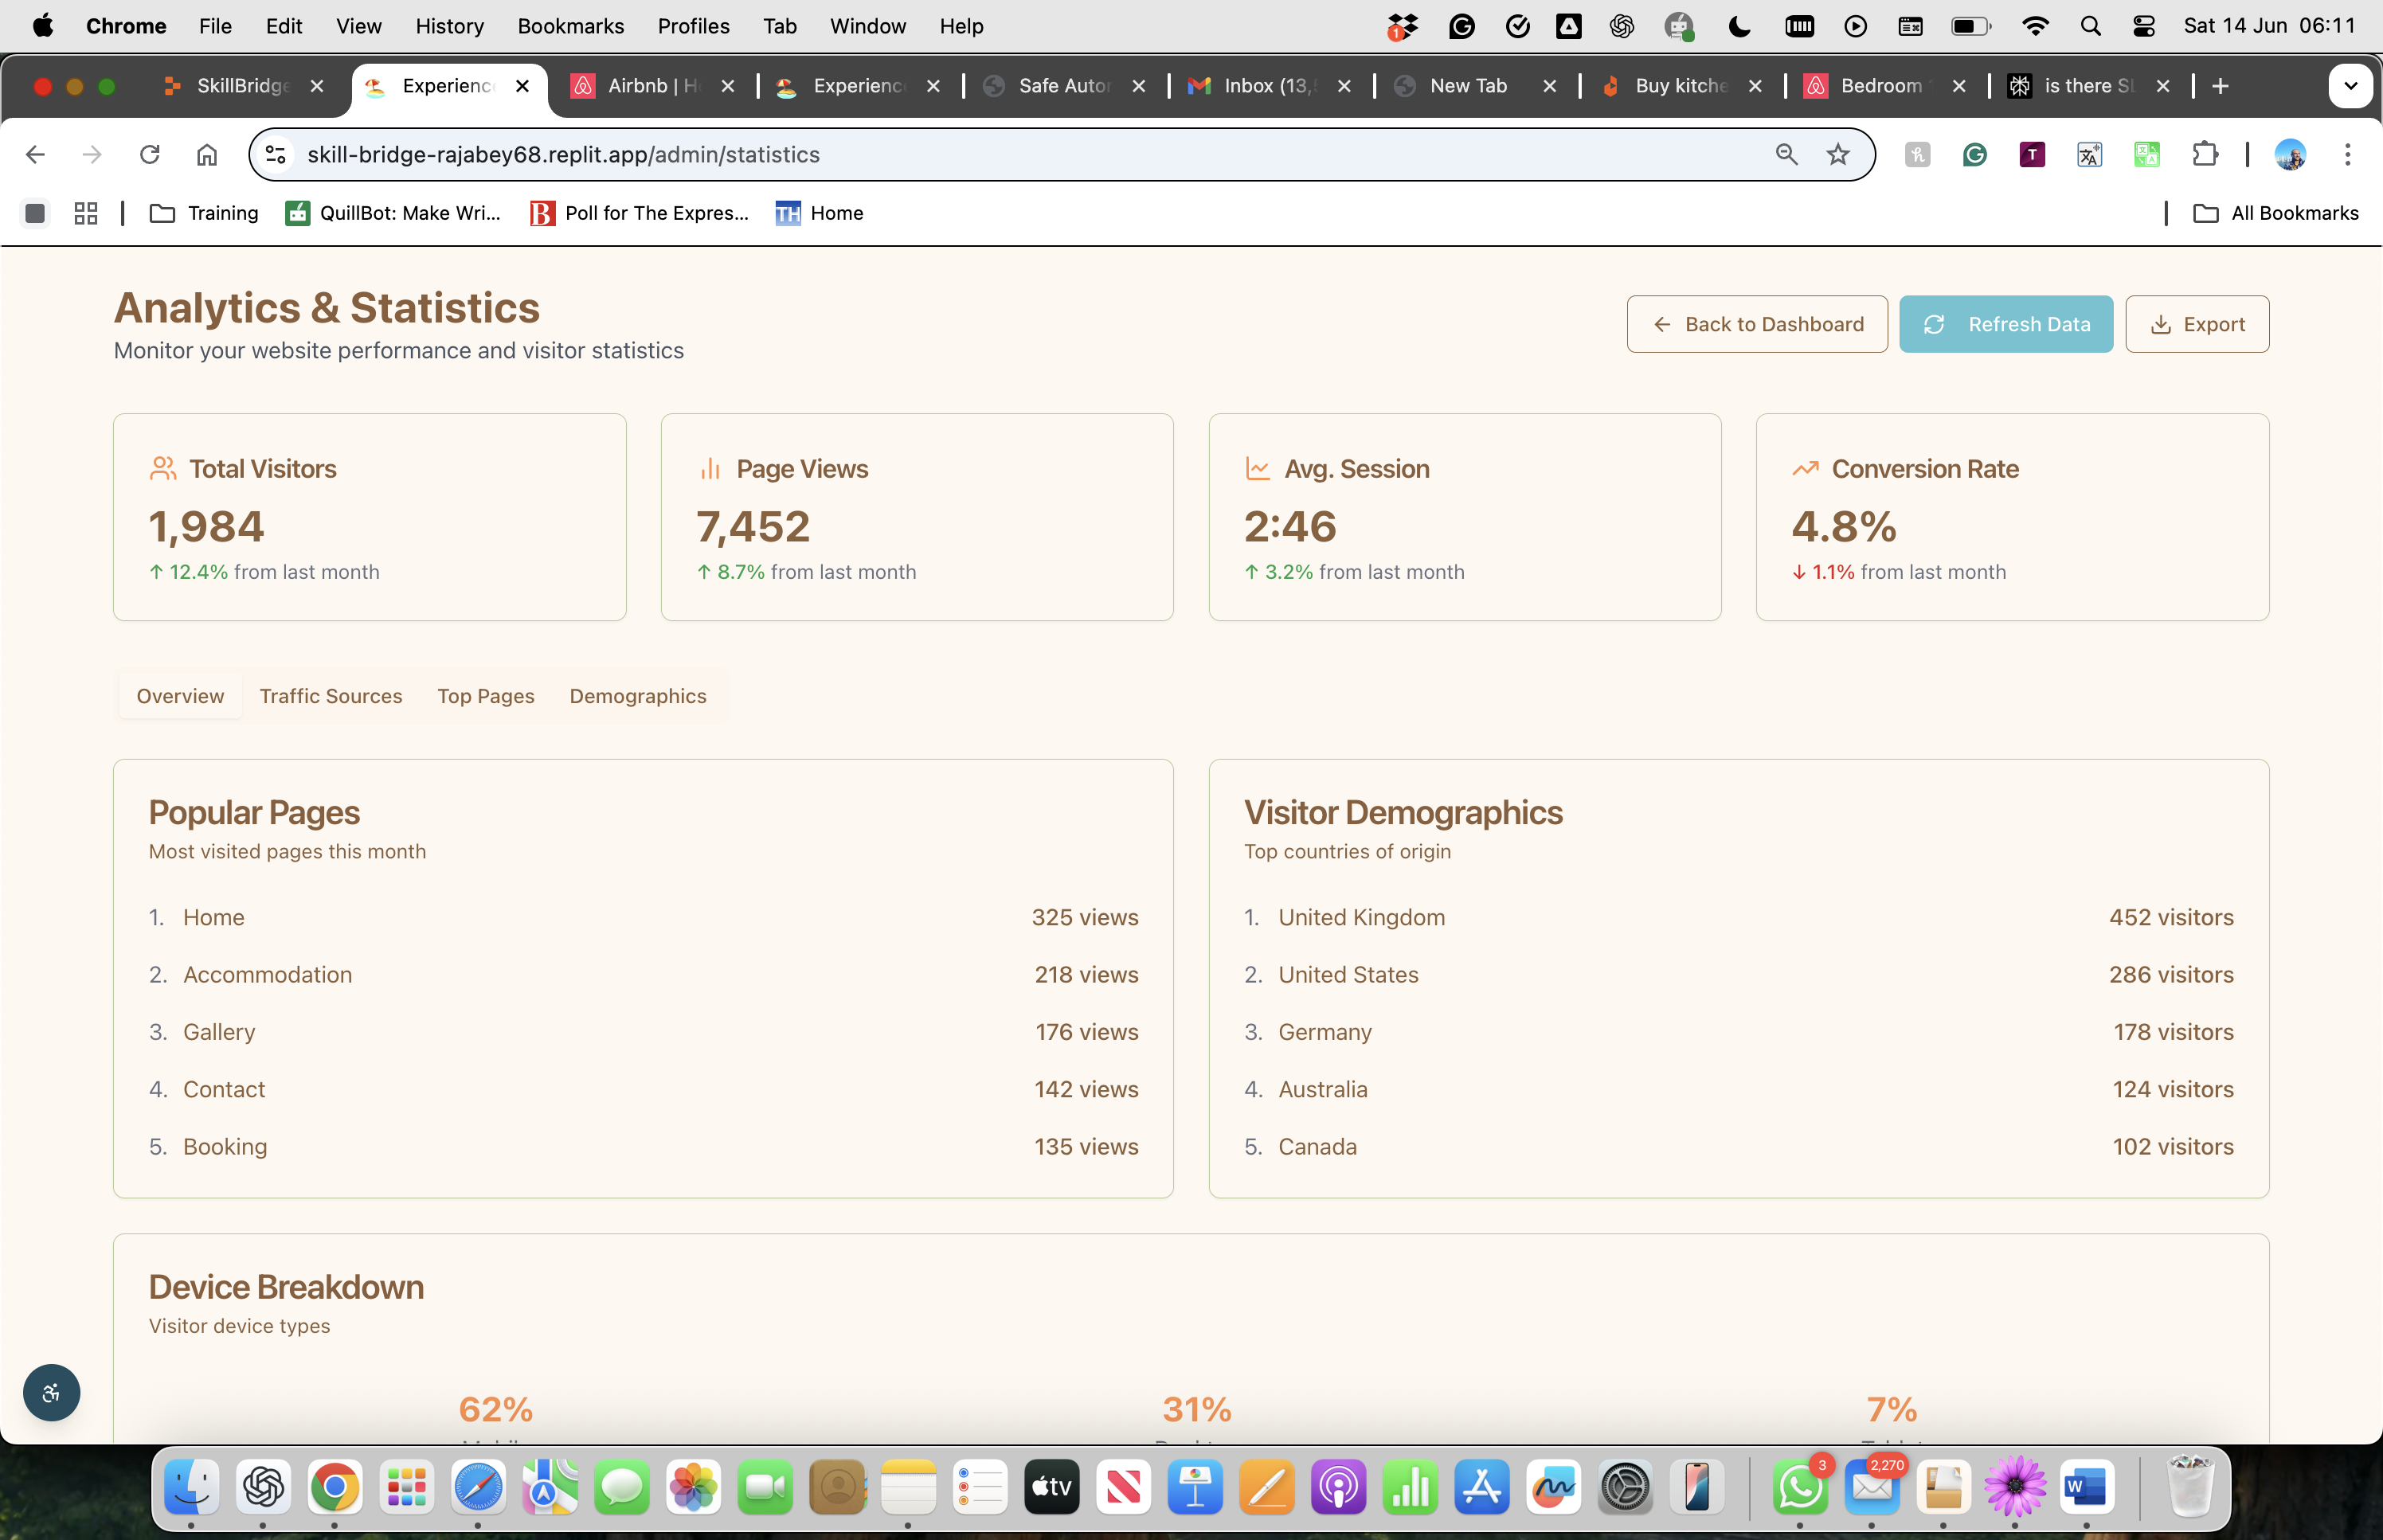 Chrome File Edit View History Bookmarks Profiles Tab Window Help 1 Sat 14 Jun 06:11
SkillBridge Experienc Airbnb | H Experienc Safe Autor Inbox (13, New Tab Buy kitche Bedroom is there Sl
skill-bridge-rajabey68.replit.app/admin/statistics
Training QuillBot: Make Wri... Poll for The Expres... TH Home All Bookmarks
Analytics & Statistics
Monitor your website performance and visitor statistics
Back to Dashboard Refresh Data Export
Total Visitors Page Views Avg. Session Conversion Rate
1,984 7,452 2:46 4.8%
↑ 12.4% from last month ↑ 8.7% from last month ↑ 3.2% from last month ↓ 1.1% from last month
Overview Traffic Sources Top Pages Demographics
Popular Pages
Most visited pages this month
1. Home 325 views
2. Accommodation 218 views
3. Gallery 176 views
4. Contact 142 views
5. Booking 135 views
Visitor Demographics
Top countries of origin
1. United Kingdom 452 visitors
2. United States 286 visitors
3. Germany 178 visitors
4. Australia 124 visitors
5. Canada 102 visitors
Device Breakdown
Visitor device types
62% 31% 7%
tv 3 2,270 W